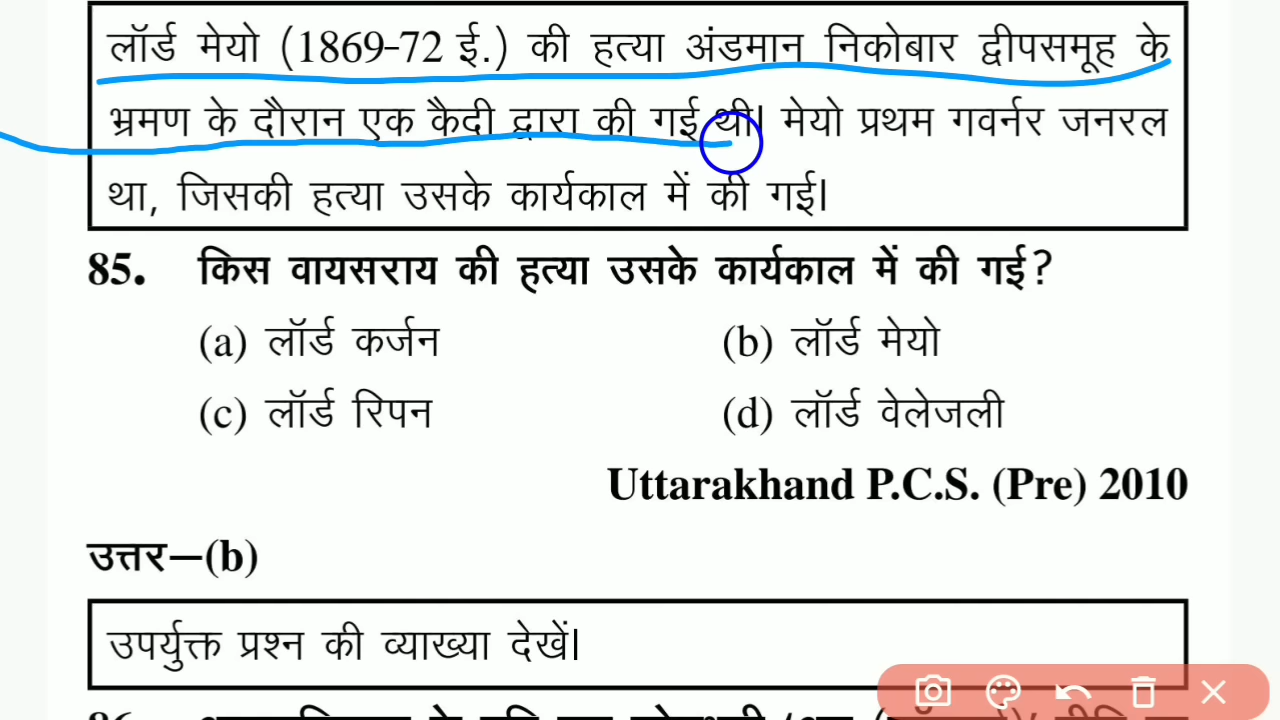 लॉर्ड मेयो (1869-72 ई.) की हत्या अंडमान निकोबार द्वीपसमूह के
भ्रमण के दौरान एक कैदी द्वारा की गई थी। मेयो प्रथम गवर्नर जनरल
था, जिसकी हत्या उसके कार्यकाल में की गई।
85. किस वायसराय की हत्या उसके कार्यकाल में की गई?
(a) लॉर्ड कर्जन (b) लॉर्ड मेयो
(c) लॉर्ड रिपन (d) लॉर्ड वेलेजली
Uttarakhand P.C.S. (Pre) 2010
उत्तर—(b)
उपर्युक्त प्रश्न की व्याख्या देखें।